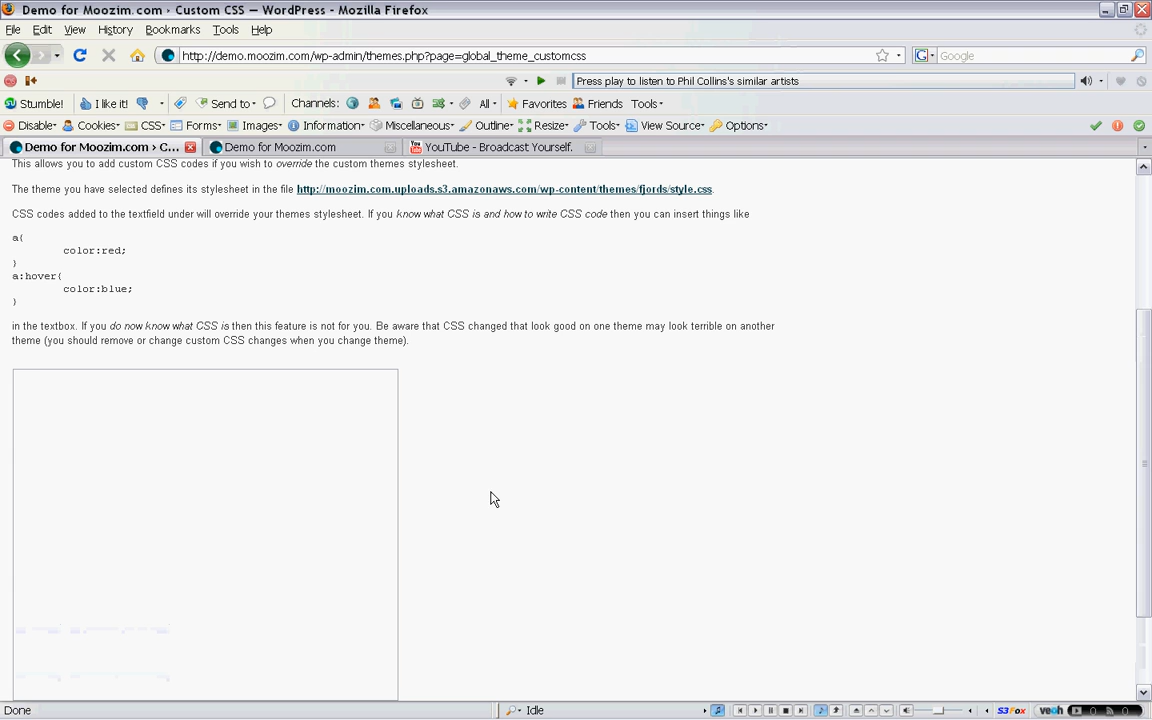 Demo for Moozim.com › Custom CSS — WordPress - Mozilla Firefox
File Edit View History Bookmarks Tools Help
http://demo.moozim.com/wp-admin/themes.php?page=global_theme_customcss Google
Press play to listen to Phil Collins's similar artists
Stumble! I like it! Send to Channels: All Favorites Friends Tools
Disable Cookies CSS Forms Images Information Miscellaneous Outline Resize Tools View Source Options
Demo for Moozim.com › C... Demo for Moozim.com YouTube - Broadcast Yourself.
This allows you to add custom CSS codes if you wish to override the custom themes stylesheet.
The theme you have selected defines its stylesheet in the file http://moozim.com.uploads.s3.amazonaws.com/wp-content/themes/fjords/style.css.
CSS codes added to the textfield under will override your themes stylesheet. If you know what CSS is and how to write CSS code then you can insert things like
a{
color:red;
}
a:hover{
color:blue;
}
in the textbox. If you do now know what CSS is then this feature is not for you. Be aware that CSS changed that look good on one theme may look terrible on another
theme (you should remove or change custom CSS changes when you change theme).
Done Idle S3Fox veoh 0 0